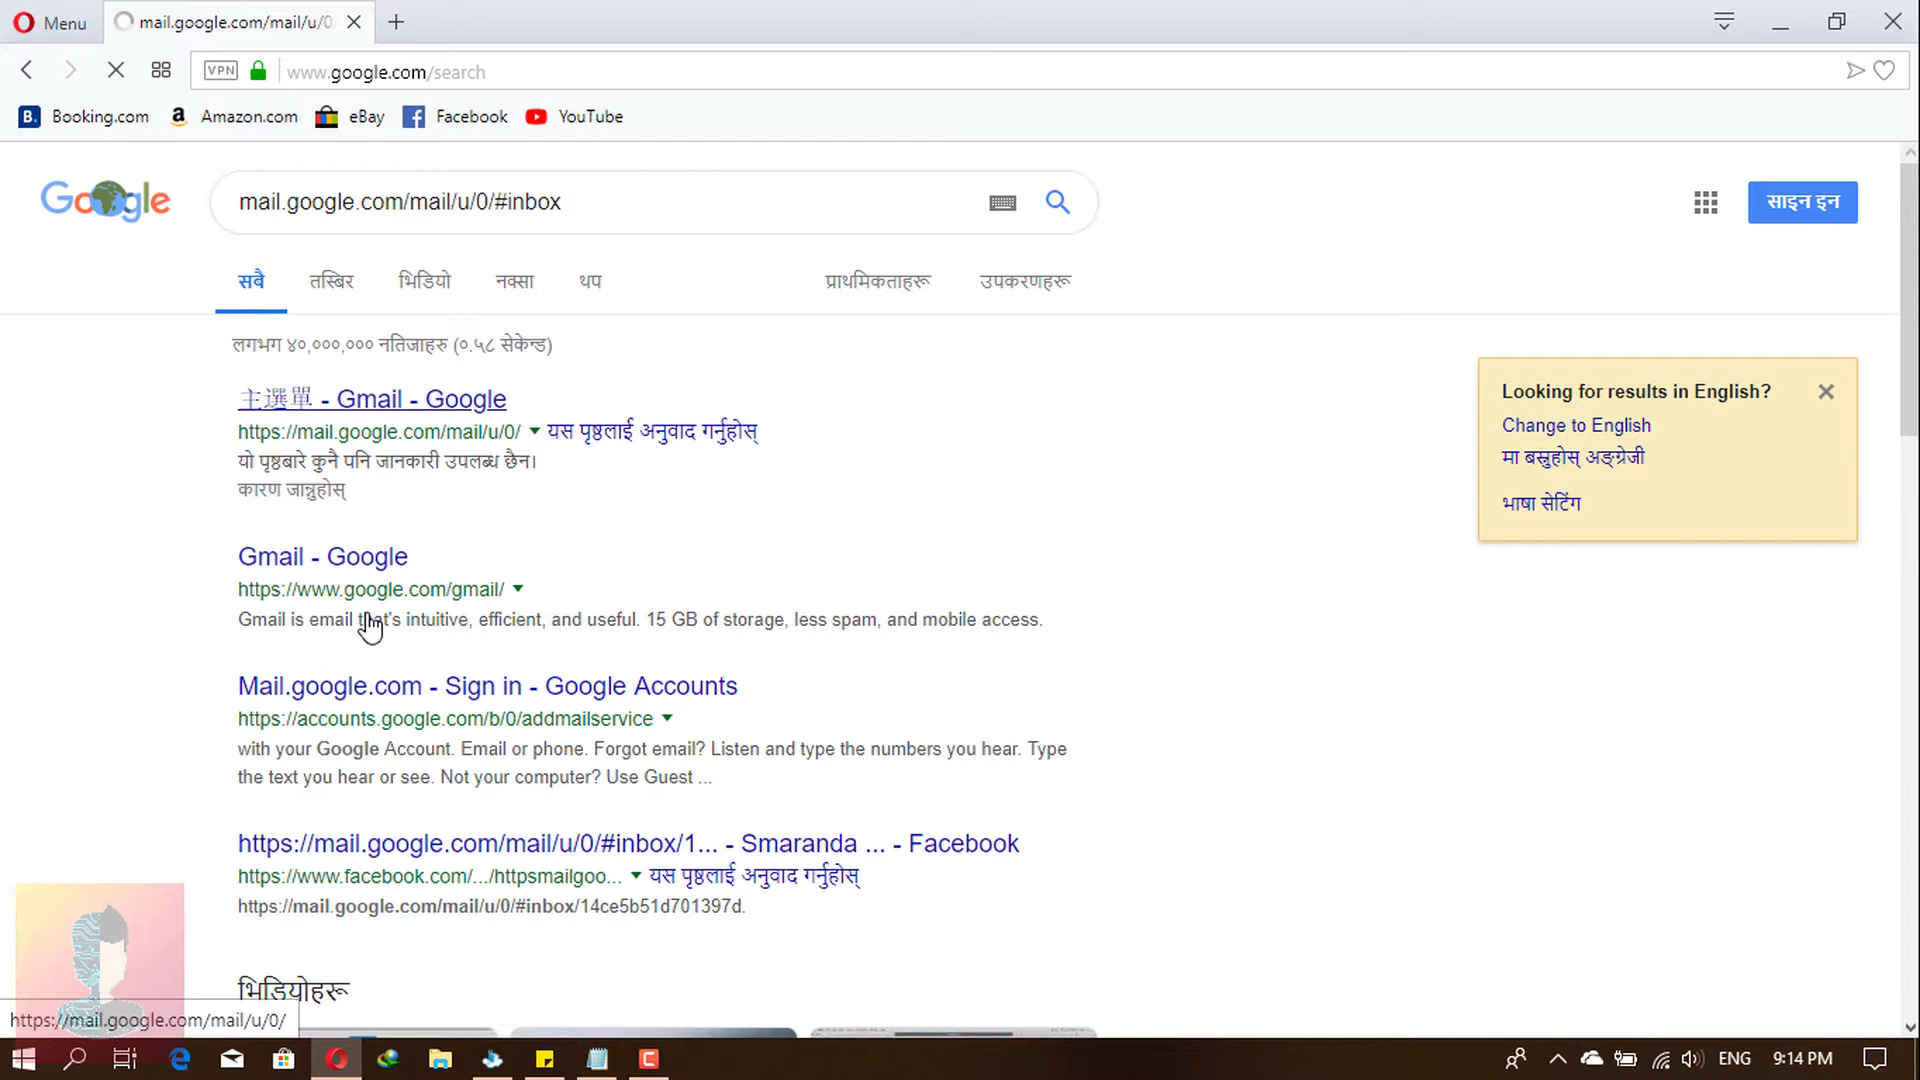 Menu
mail.google.com/mail/u/0
VPN
www.google.com/search
Booking.com
Amazon.com
eBay
Facebook
YouTube
Google
mail.google.com/mail/u/0/#inbox
साइन इन
सबै
तस्बिर
भिडियो
नक्सा
थप
प्राथमिकताहरू
उपकरणहरू
लगभग ४०,०००,००० नतिजाहरु (०.५८ सेकेन्ड)
主選單 - Gmail - Google
https://mail.google.com/mail/u/0/ यस पृष्ठलाई अनुवाद गर्नुहोस्
यो पृष्ठबारे कुनै पनि जानकारी उपलब्ध छैन।
कारण जान्नुहोस्
Looking for results in English?
Change to English
मा बस्नुहोस् अङ्ग्रेजी
भाषा सेटिंग
Gmail - Google
https://www.google.com/gmail/
Gmail is email that's intuitive, efficient, and useful. 15 GB of storage, less spam, and mobile access.
Mail.google.com - Sign in - Google Accounts
https://accounts.google.com/b/0/addmailservice
with your Google Account. Email or phone. Forgot email? Listen and type the numbers you hear. Type
the text you hear or see. Not your computer? Use Guest ...
https://mail.google.com/mail/u/0/#inbox/1... - Smaranda ... - Facebook
https://www.facebook.com/.../httpsmailgoo... यस पृष्ठलाई अनुवाद गर्नुहोस्
https://mail.google.com/mail/u/0/#inbox/14ce5b51d701397d.
भिडियोहरू
https://mail.google.com/mail/u/0/
ENG
9:14 PM